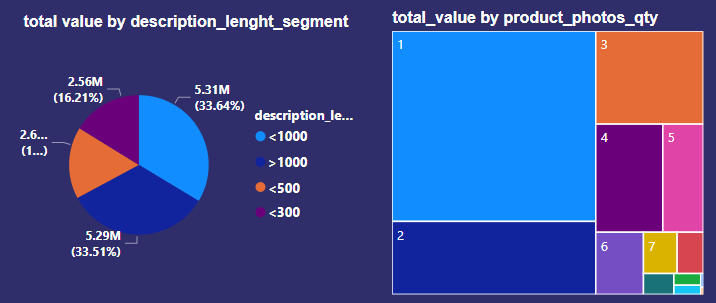 total value by description_lenght_segment
2.56M
(16.21%)
5.31M
(33.64%)
2.6...
(1...)
5.29M
(33.51%)
description_le...
<1000
>1000
<500
<300
total_value by product_photos_qty
1
3
4
5
2
6
7